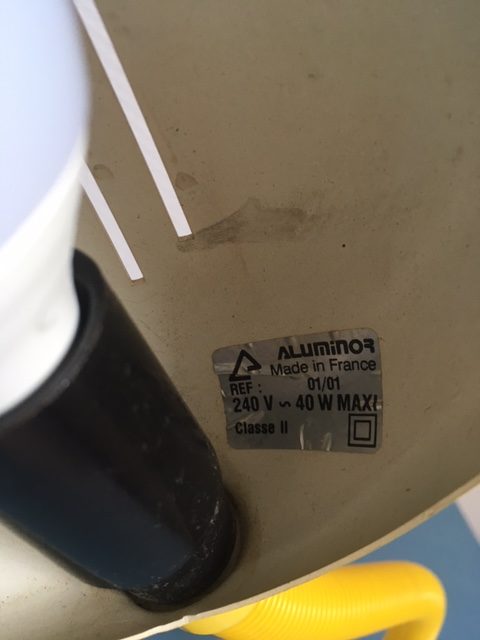 ALUMINOR
Made in France
REF : 01/01
240 V ~ 40 W MAXI
Classe II